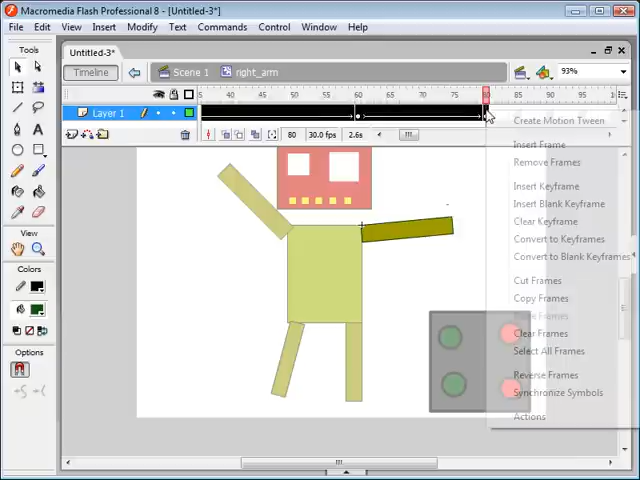 Macromedia Flash Professional 8 - [Untitled-3*]
File Edit View Insert Modify Text Commands Control Window Help
Tools
View
Colors
Options
Untitled-3*
Timeline Scene 1 right_arm 93%
40 45 50 55 60 65 70 75 80 85 90 95 100
Layer 1
80 30.0 fps 2.6s
Create Motion Tween
Insert Frame
Remove Frames
Insert Keyframe
Insert Blank Keyframe
Clear Keyframe
Convert to Keyframes
Convert to Blank Keyframes
Cut Frames
Copy Frames
Paste Frames
Clear Frames
Select All Frames
Reverse Frames
Synchronize Symbols
Actions